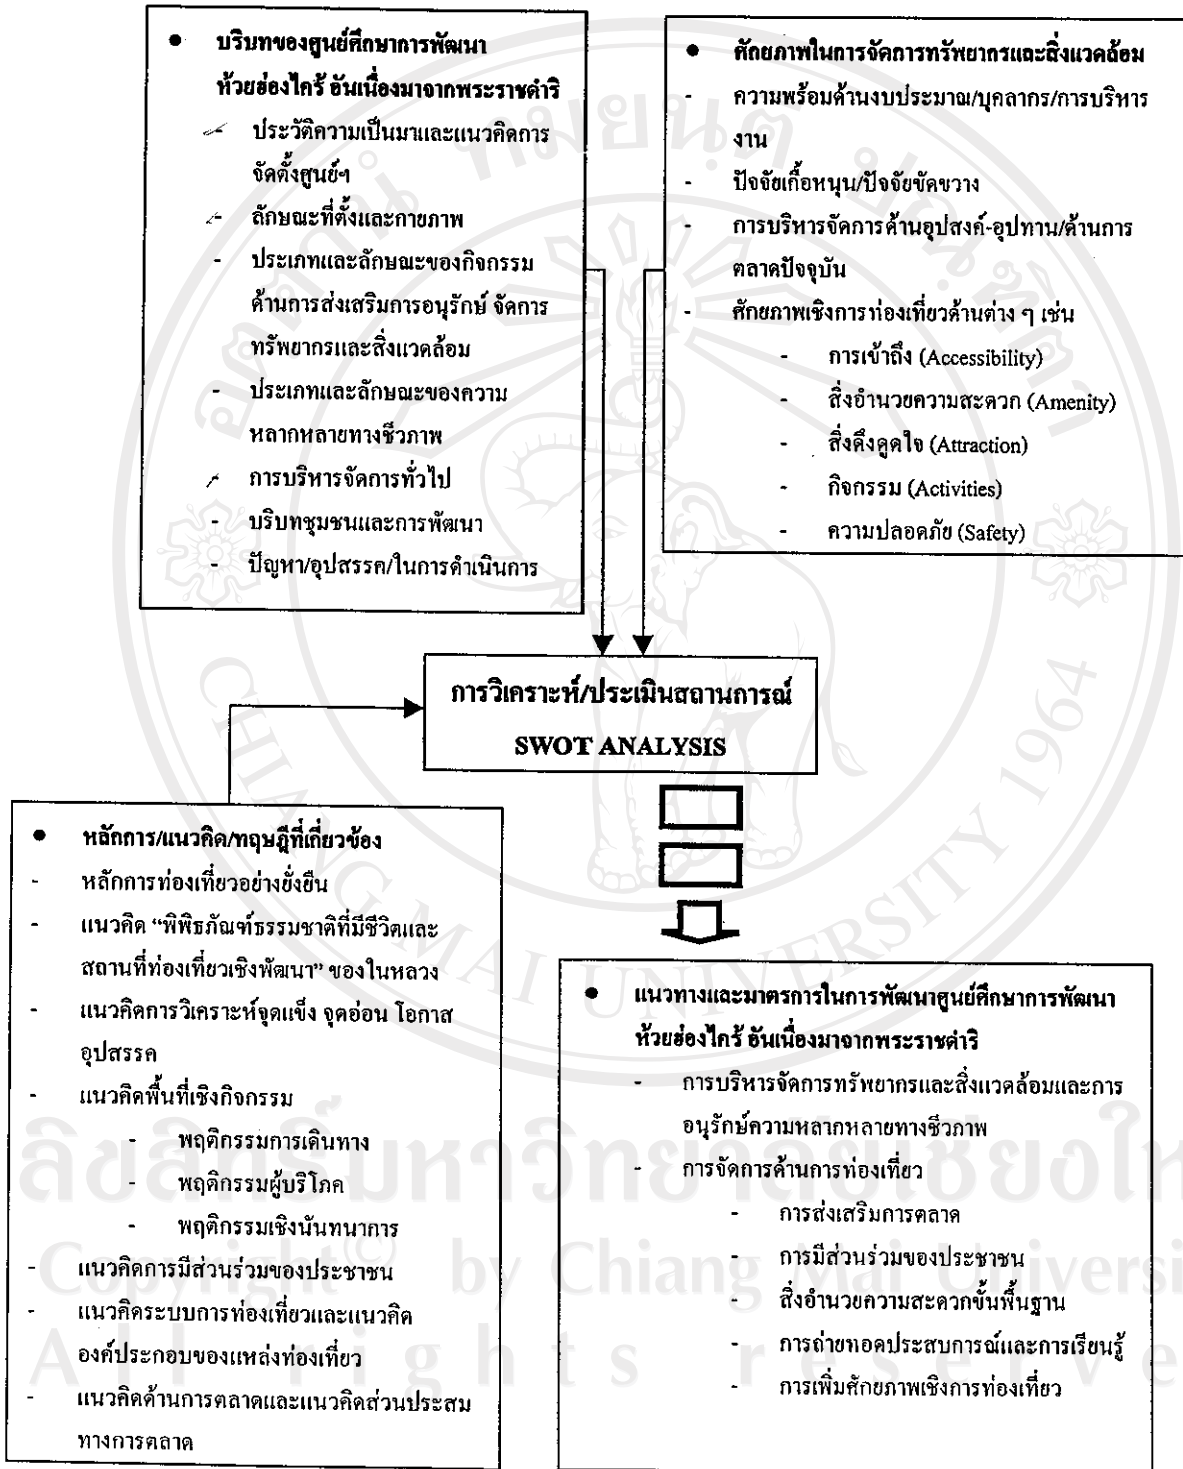 ● บริบทของศูนย์ศึกษาการพัฒนา
ห้วยฮ่องไคร้ อันเนื่องมาจากพระราชดำริ
- ประวัติความเป็นมาและแนวคิดการ
จัดตั้งศูนย์ฯ
- ลักษณะที่ตั้งและกายภาพ
- ประเภทและลักษณะของกิจกรรม
ด้านการส่งเสริมการอนุรักษ์ จัดการ
ทรัพยากรและสิ่งแวดล้อม
- ประเภทและลักษณะของความ
หลากหลายทางชีวภาพ
- การบริหารจัดการทั่วไป
- บริบทชุมชนและการพัฒนา
- ปัญหา/อุปสรรค/ในการดำเนินการ
● ศักยภาพในการจัดการทรัพยากรและสิ่งแวดล้อม
- ความพร้อมด้านงบประมาณ/บุคลากร/การบริหาร
งาน
- ปัจจัยเกื้อหนุน/ปัจจัยขัดขวาง
- การบริหารจัดการด้านอุปสงค์-อุปทาน/ด้านการ
ตลาดปัจจุบัน
- ศักยภาพเชิงการท่องเที่ยวด้านต่าง ๆ เช่น
- การเข้าถึง (Accessibility)
- สิ่งอำนวยความสะดวก (Amenity)
- สิ่งดึงดูดใจ (Attraction)
- กิจกรรม (Activities)
- ความปลอดภัย (Safety)
การวิเคราะห์/ประเมินสถานการณ์
SWOT ANALYSIS
● หลักการ/แนวคิด/ทฤษฎีที่เกี่ยวข้อง
- หลักการท่องเที่ยวอย่างยั่งยืน
- แนวคิด “พิพิธภัณฑ์ธรรมชาติที่มีชีวิตและ
สถานที่ท่องเที่ยวเชิงพัฒนา” ของในหลวง
- แนวคิดการวิเคราะห์จุดแข็ง จุดอ่อน โอกาส
อุปสรรค
- แนวคิดพื้นที่เชิงกิจกรรม
- พฤติกรรมการเดินทาง
- พฤติกรรมผู้บริโภค
- พฤติกรรมเชิงนันทนาการ
- แนวคิดการมีส่วนร่วมของประชาชน
- แนวคิดระบบการท่องเที่ยวและแนวคิด
องค์ประกอบของแหล่งท่องเที่ยว
- แนวคิดด้านการตลาดและแนวคิดส่วนประสม
ทางการตลาด
● แนวทางและมาตรการในการพัฒนาศูนย์ศึกษาการพัฒนา
ห้วยฮ่องไคร้ อันเนื่องมาจากพระราชดำริ
- การบริหารจัดการทรัพยากรและสิ่งแวดล้อมและการ
อนุรักษ์ความหลากหลายทางชีวภาพ
- การจัดการด้านการท่องเที่ยว
- การส่งเสริมการตลาด
- การมีส่วนร่วมของประชาชน
- สิ่งอำนวยความสะดวกขั้นพื้นฐาน
- การถ่ายทอดประสบการณ์และการเรียนรู้
- การเพิ่มศักยภาพเชิงการท่องเที่ยว
CHIANG MAI UNIVERSITY 1964
ลิขสิทธิ์มหาวิทยาลัยเชียงให
Copyright© by Chiang Mai Universi
All rights reserve